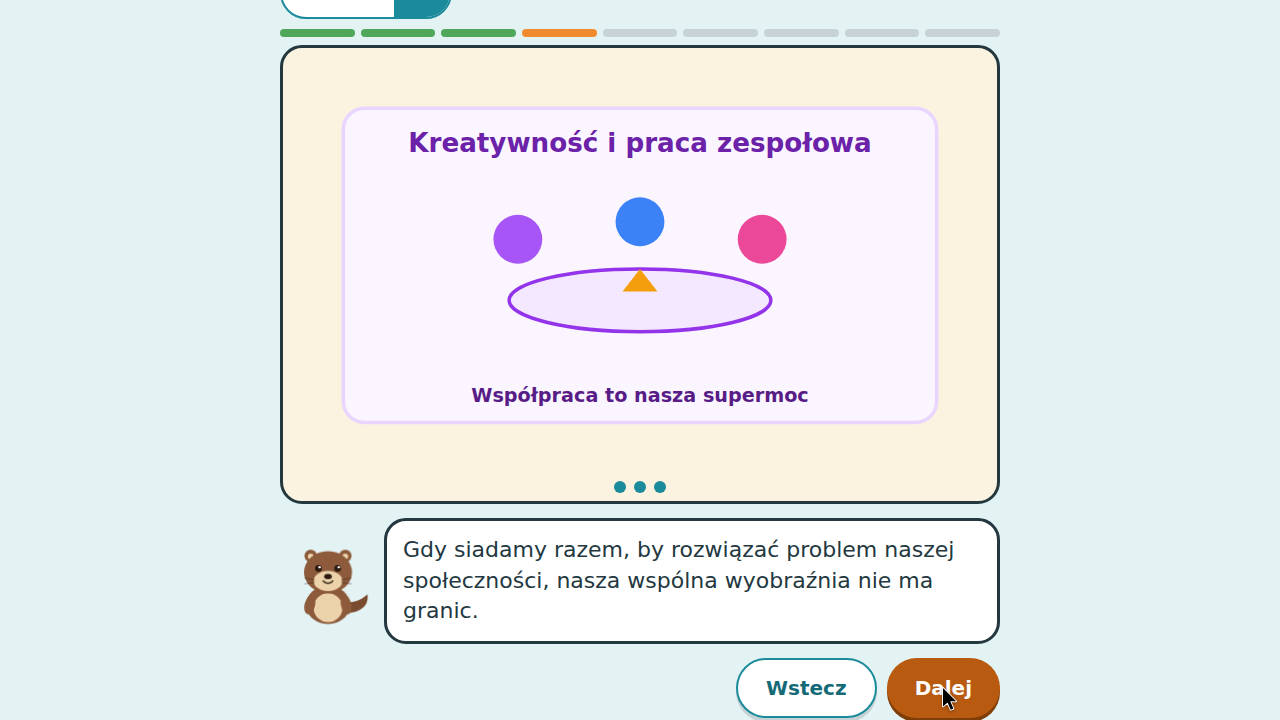 Kreatywność i praca zespołowa
Współpraca to nasza supermoc
Gdy siadamy razem, by rozwiązać problem naszej
społeczności, nasza wspólna wyobraźnia nie ma
granic.
Wstecz
Dalej